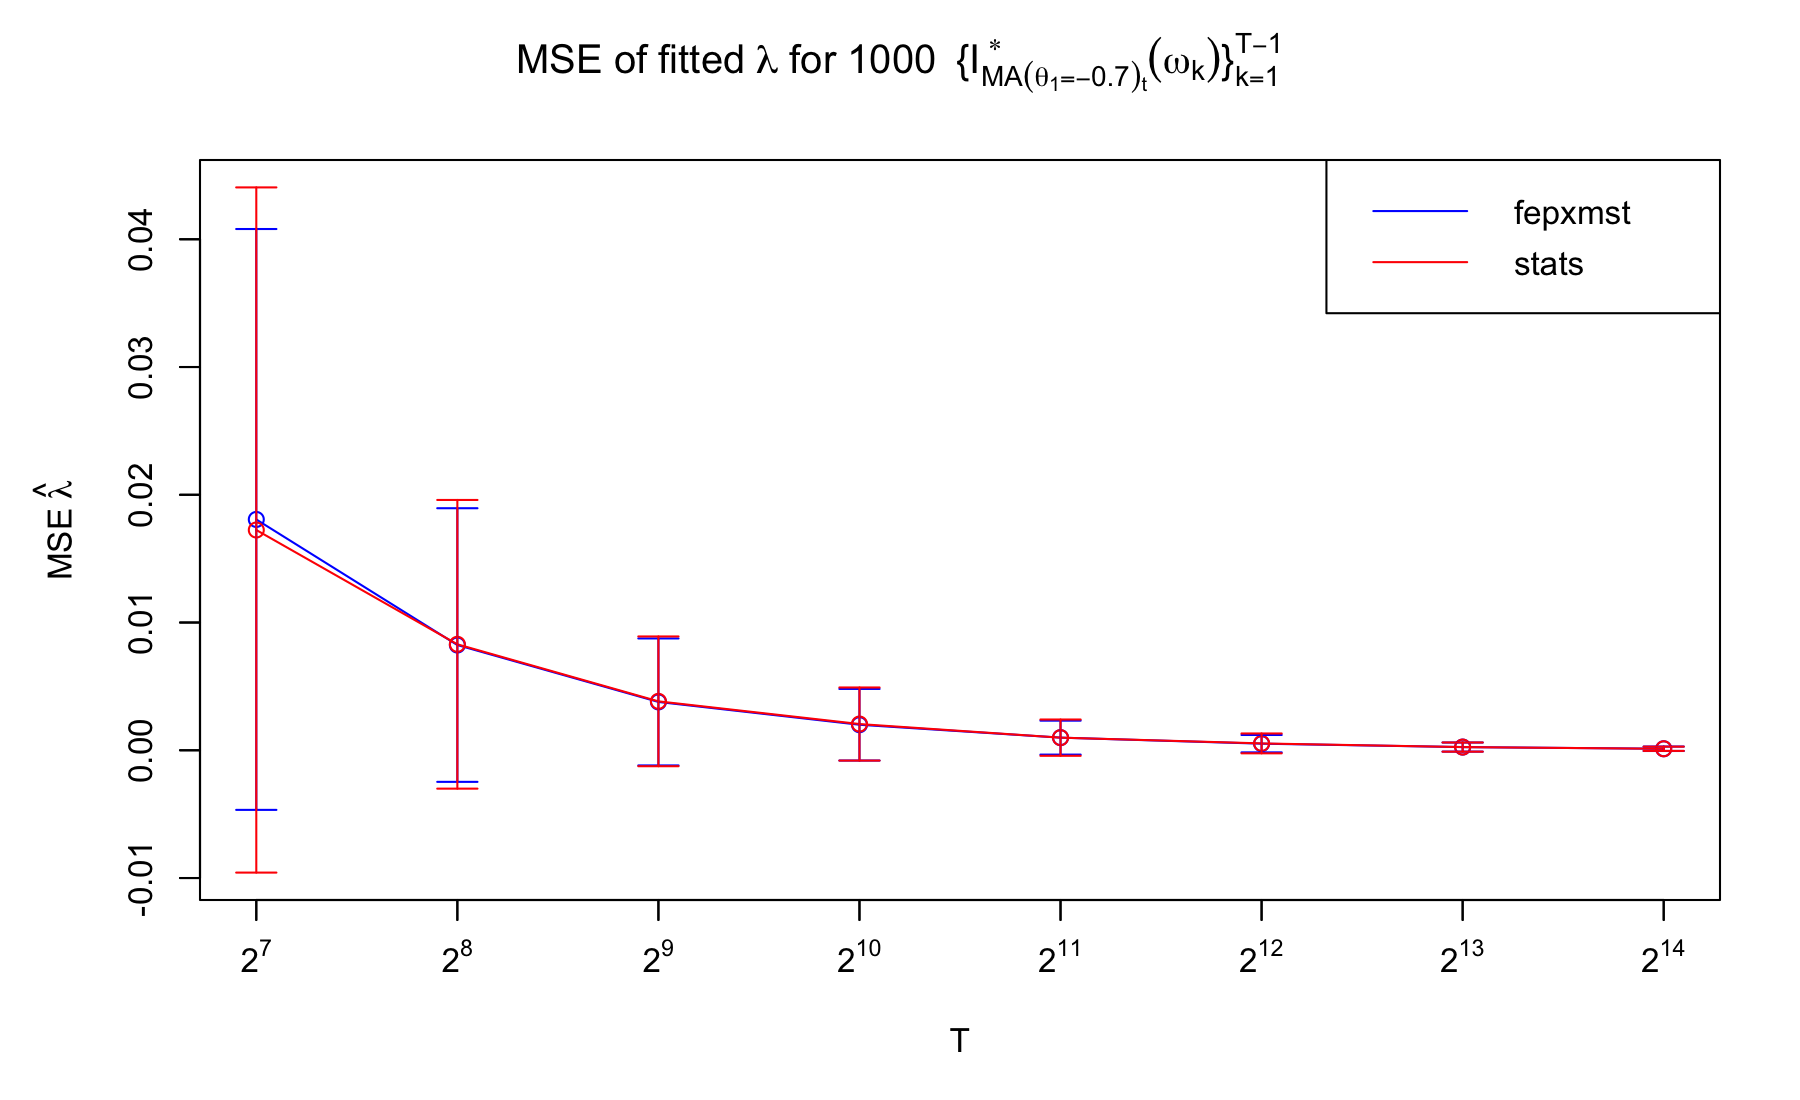 MSE of fitted λ for 1000 {I*MA(θ1=−0.7)t(ωk)}T−1k=1
fepxmst
stats
MSE λ̂
0.04
0.03
0.02
0.01
0.00
-0.01
2^7 2^8 2^9 2^10 2^11 2^12 2^13 2^14
T